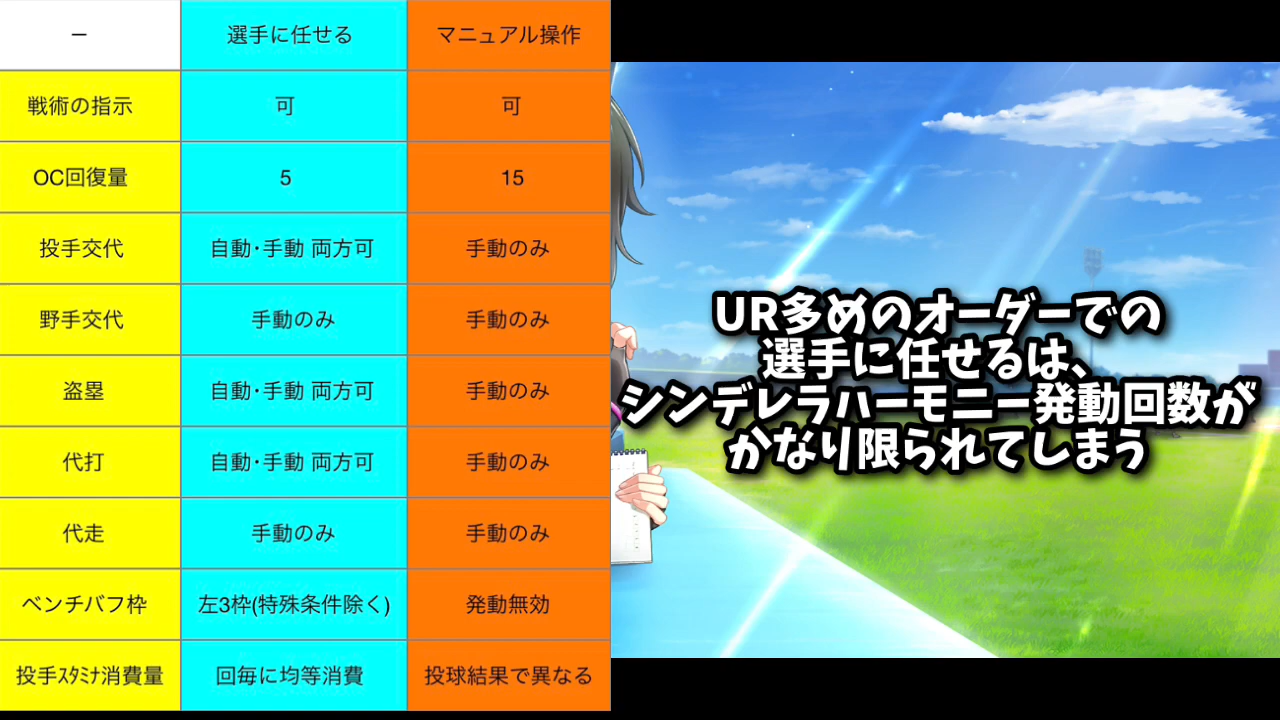 ー 選手に任せる マニュアル操作
戦術の指示 可 可
OC回復量 5 15
投手交代 自動･手動 両方可 手動のみ
野手交代 手動のみ 手動のみ
盗塁 自動･手動 両方可 手動のみ
代打 自動･手動 両方可 手動のみ
代走 手動のみ 手動のみ
ベンチバフ枠 左3枠(特殊条件除く) 発動無効
投手ｽﾀﾐﾅ消費量 回毎に均等消費 投球結果で異なる
UR多めのオーダーでの
選手に任せるは、
シンデレラハーモニー発動回数が
かなり限られてしまう